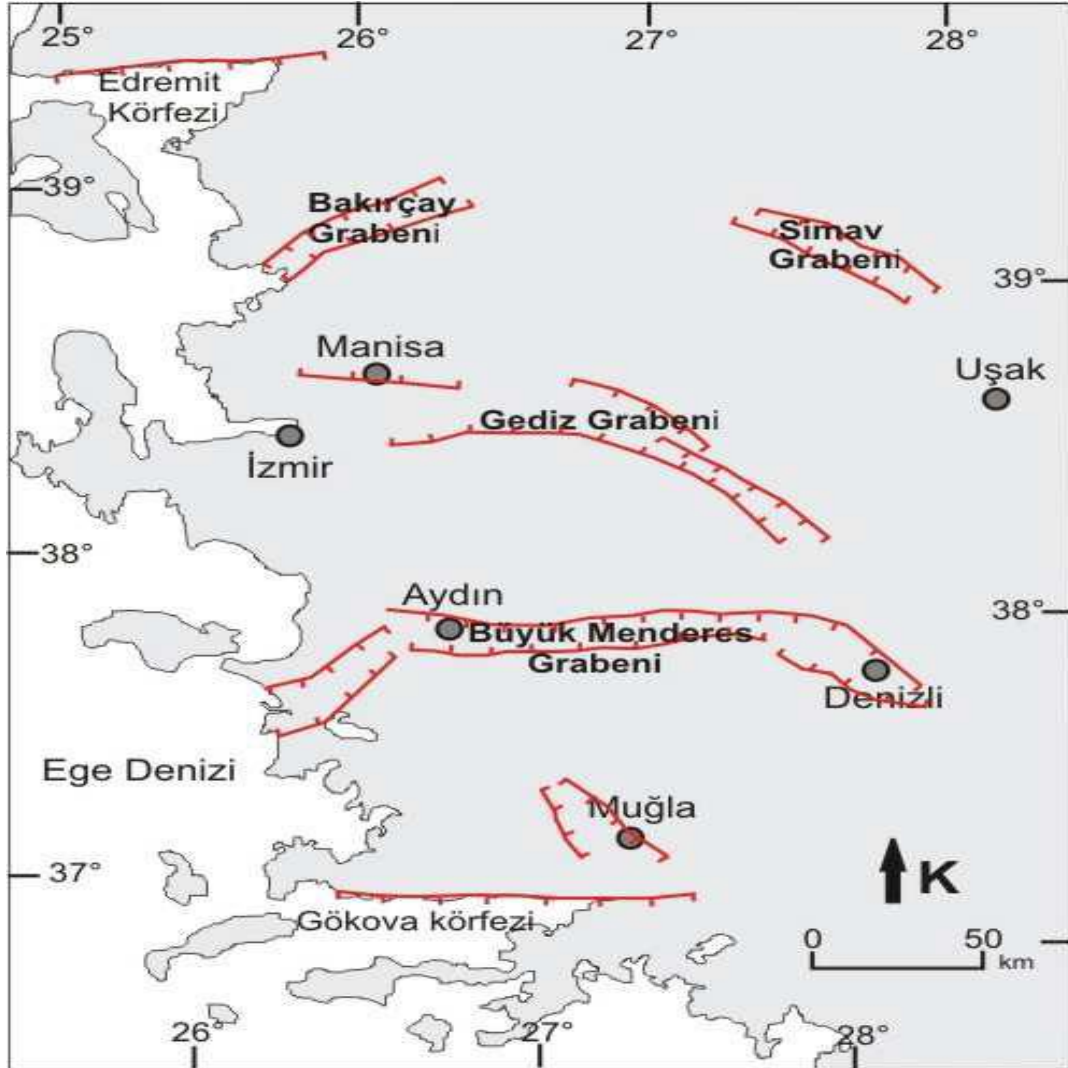 25° 26° 27° 28°
Edremit
Körfezi
39°
Bakırçay
Grabeni
Simav
Grabeni
39°
Manisa
Uşak
Gediz Grabeni
İzmir
38°
Aydın
38°
Büyük Menderes
Grabeni
Denizli
Ege Denizi
Muğla
37°
K
Gökova körfezi
0 50
km
26° 27° 28°